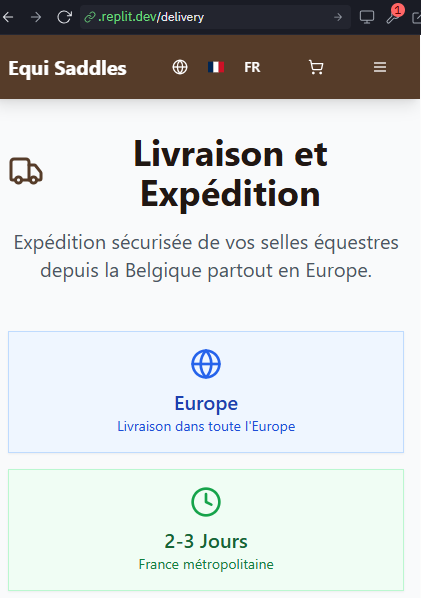 .replit.dev/delivery
1
Equi Saddles
FR
Livraison et
Expédition
Expédition sécurisée de vos selles équestres
depuis la Belgique partout en Europe.
Europe
Livraison dans toute l'Europe
2-3 Jours
France métropolitaine